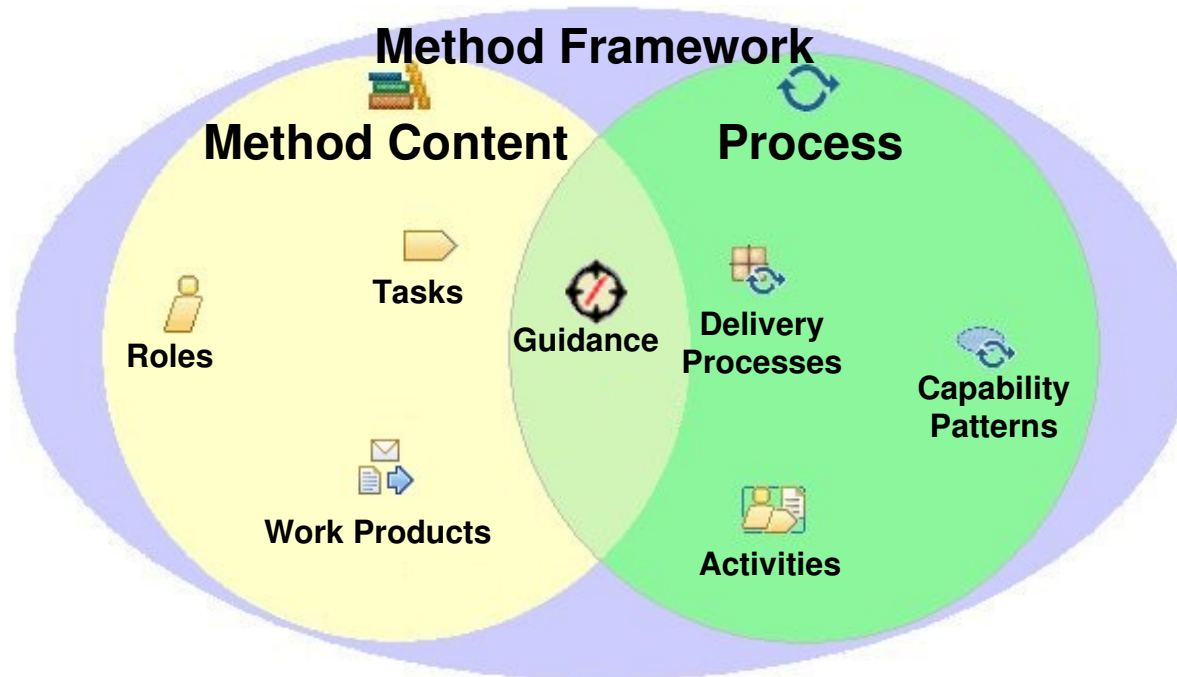 Method Framework
Method Content
Process
Tasks
Roles
Guidance
Delivery
Processes
Capability
Patterns
Work Products
Activities